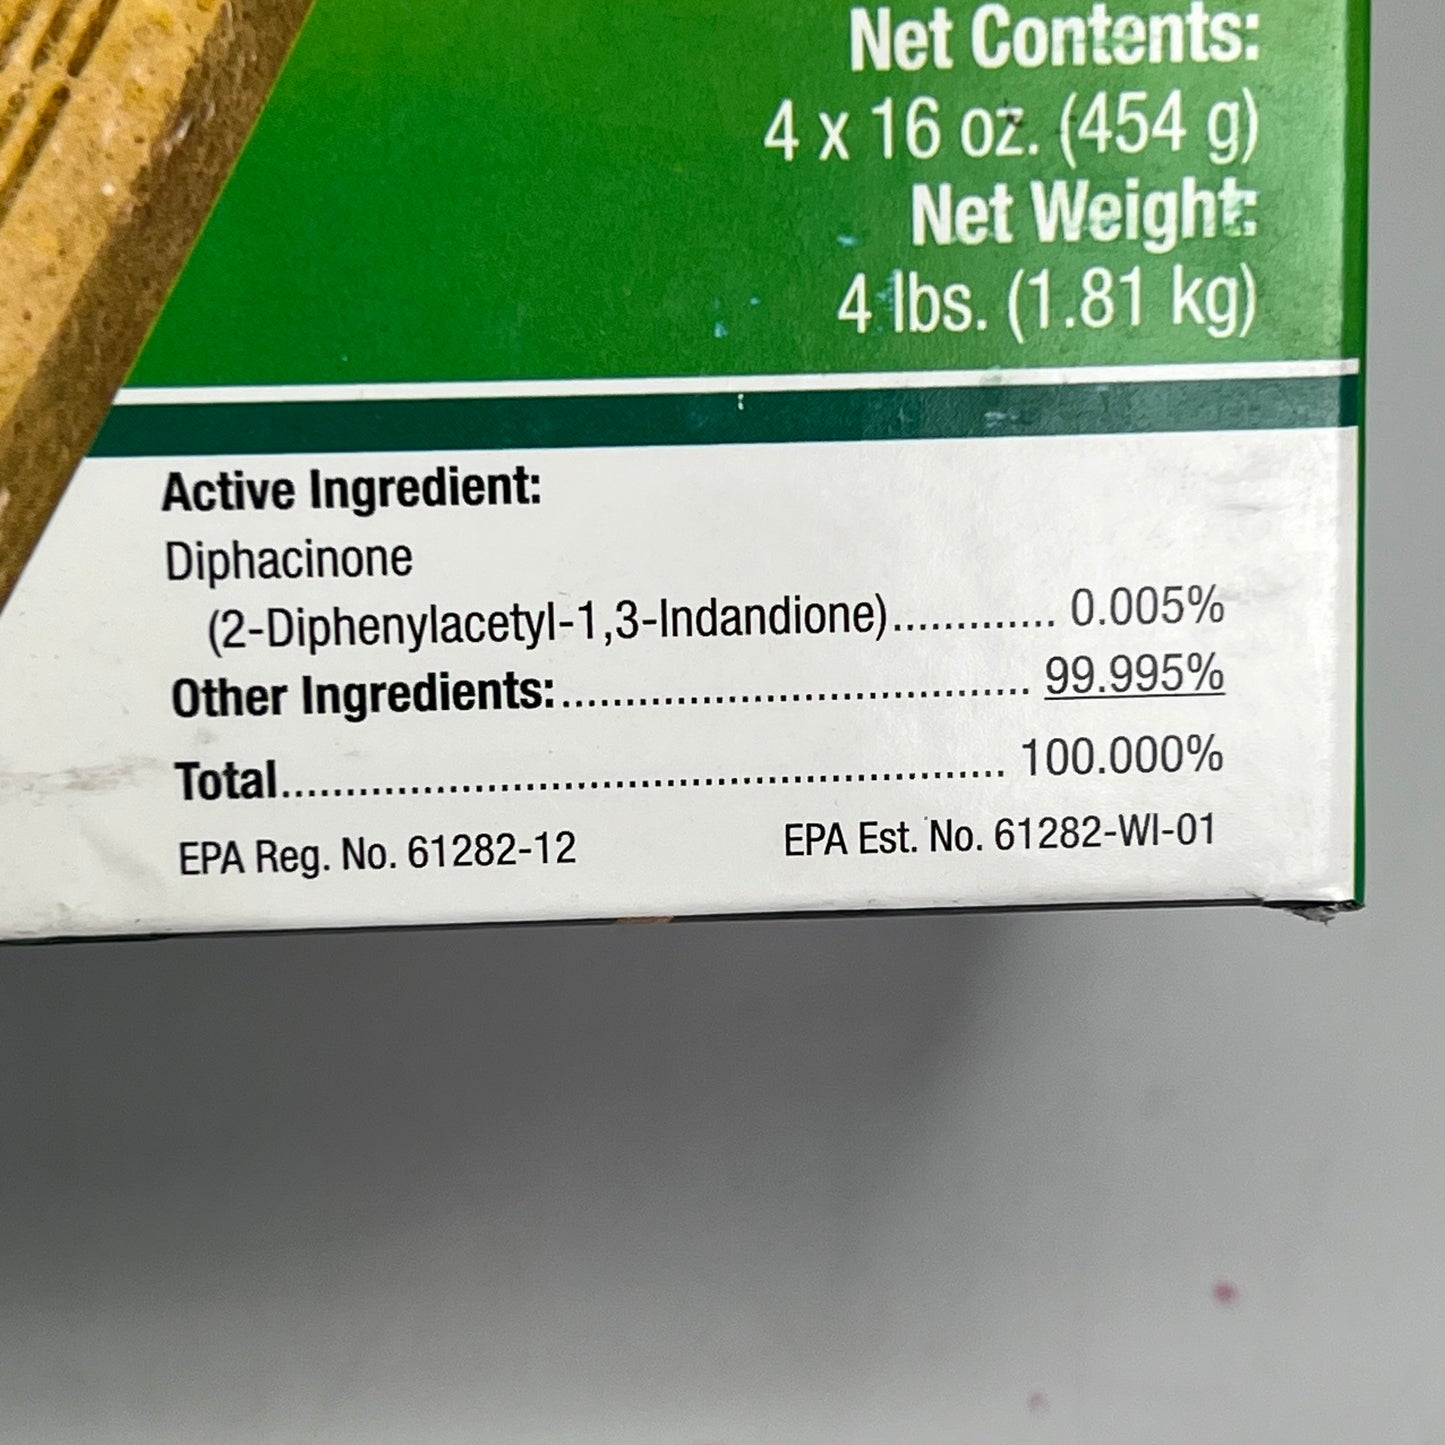 Net Contents:
4 x 16 oz. (454 g)
Net Weight:
4 lbs. (1.81 kg)
Active Ingredient:
Diphacinone
(2-Diphenylacetyl-1,3-Indandione)............. 0.005%
Other Ingredients:..................................... 99.995%
Total......................................................... 100.000%
EPA Reg. No. 61282-12 EPA Est. No. 61282-WI-01